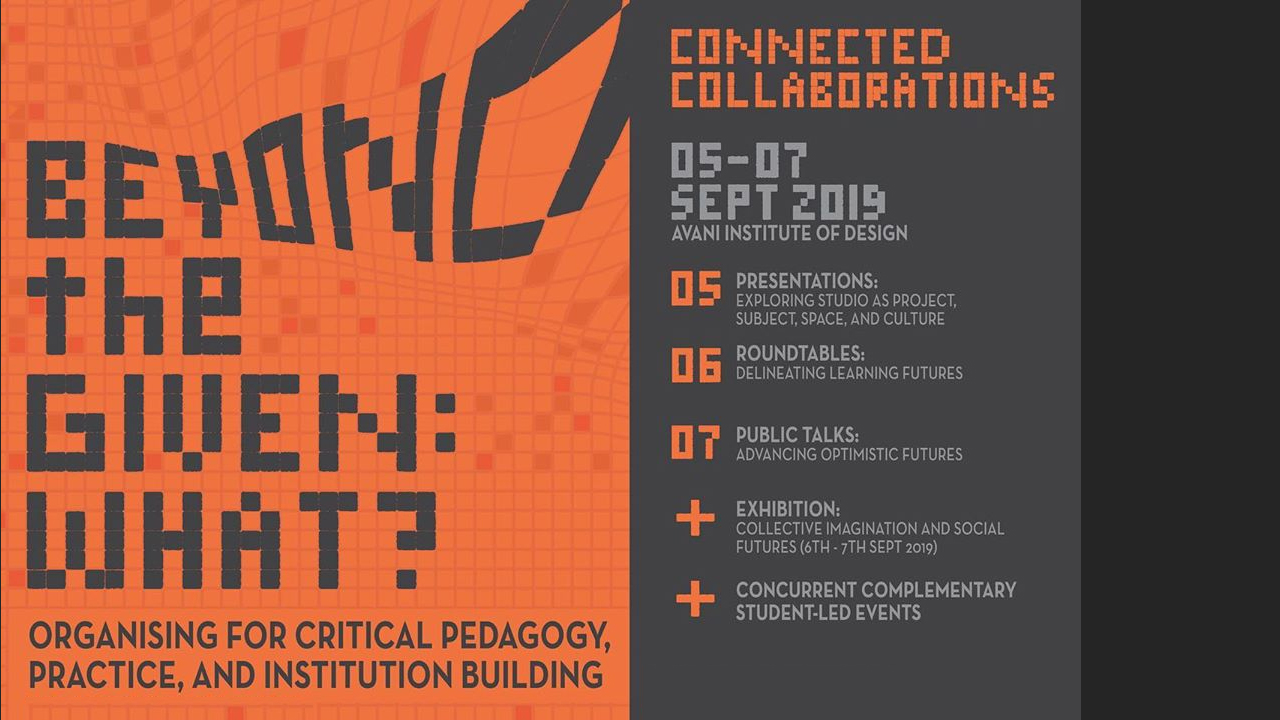 BEYOND
the
GIVEN:
WHAT?
ORGANISING FOR CRITICAL PEDAGOGY,
PRACTICE, AND INSTITUTION BUILDING
CONNECTED
COLLABORATIONS
05-07
SEPT 2019
AVANI INSTITUTE OF DESIGN
05 PRESENTATIONS:
EXPLORING STUDIO AS PROJECT,
SUBJECT, SPACE, AND CULTURE
06 ROUNDTABLES:
DELINEATING LEARNING FUTURES
07 PUBLIC TALKS:
ADVANCING OPTIMISTIC FUTURES
+ EXHIBITION:
COLLECTIVE IMAGINATION AND SOCIAL
FUTURES (6TH - 7TH SEPT 2019)
+ CONCURRENT COMPLEMENTARY
STUDENT-LED EVENTS